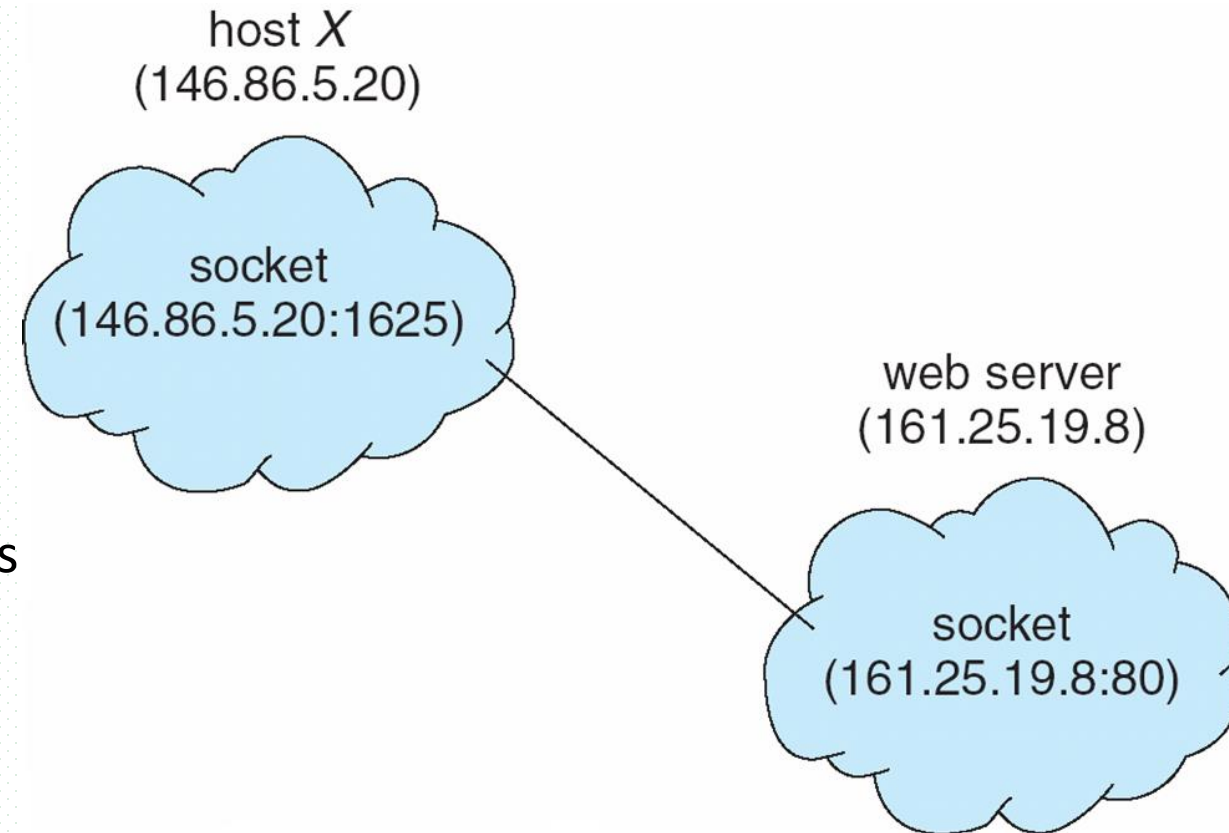 host X
(146.86.5.20)
socket
(146.86.5.20:1625)
web server
(161.25.19.8)
s
socket
(161.25.19.8:80)